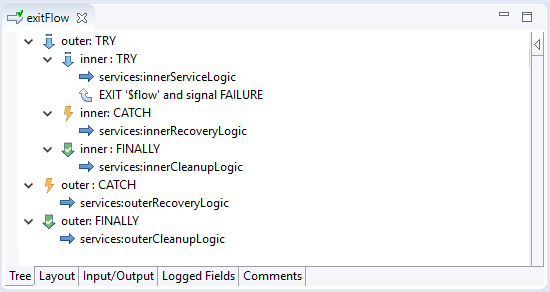 exitFlow
outer: TRY
inner : TRY
services:innerServiceLogic
EXIT '$flow' and signal FAILURE
inner: CATCH
services:innerRecoveryLogic
inner : FINALLY
services:innerCleanupLogic
outer : CATCH
services:outerRecoveryLogic
outer: FINALLY
services:outerCleanupLogic
Tree Layout Input/Output Logged Fields Comments